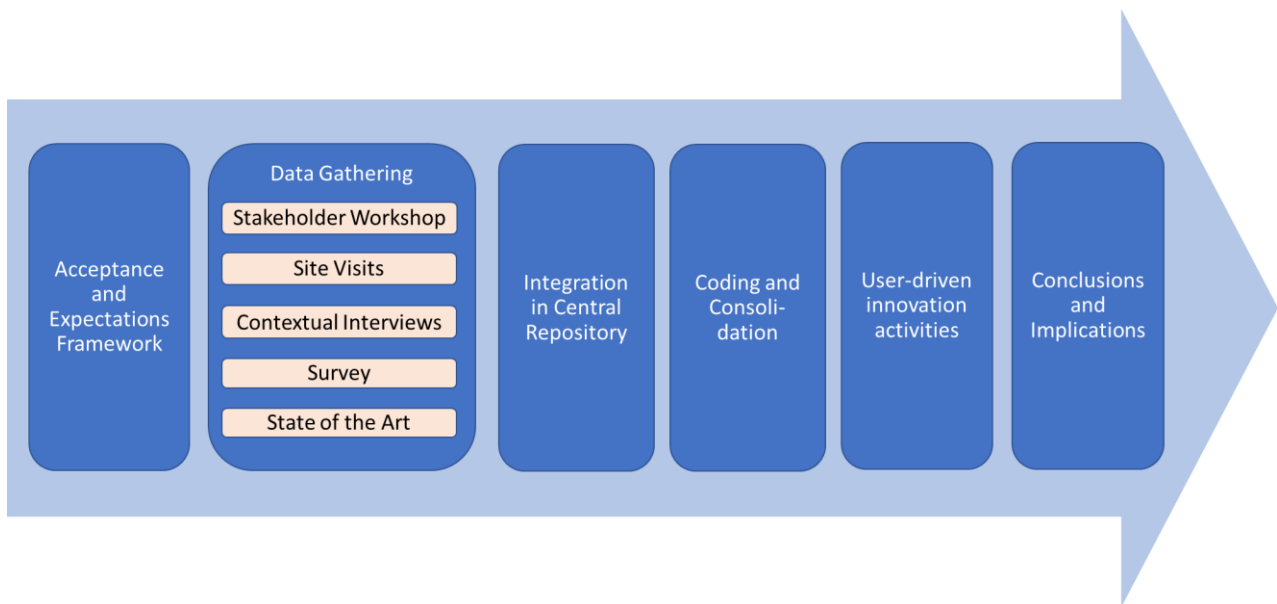 Acceptance
and
Expectations
Framework
Data Gathering
Stakeholder Workshop
Site Visits
Contextual Interviews
Survey
State of the Art
Integration
in Central
Repository
Coding and
Consoli-
dation
User-driven
innovation
activities
Conclusions
and
Implications